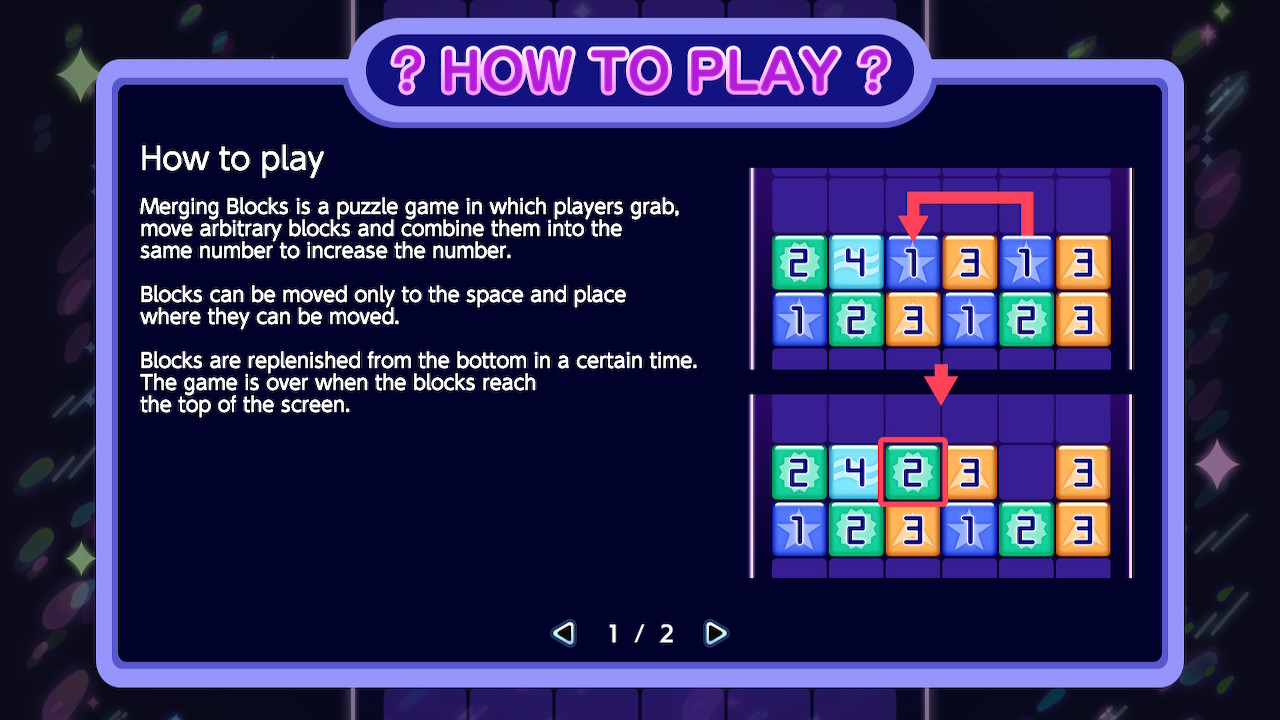 ? HOW TO PLAY ?
How to play
Merging Blocks is a puzzle game in which players grab,
move arbitrary blocks and combine them into the
same number to increase the number.
Blocks can be moved only to the space and place
where they can be moved.
Blocks are replenished from the bottom in a certain time.
The game is over when the blocks reach
the top of the screen.
2 4 1 3 1 3
1 2 3 1 2 3
2 4 2 3 3
1 2 3 1 2 3
1 / 2